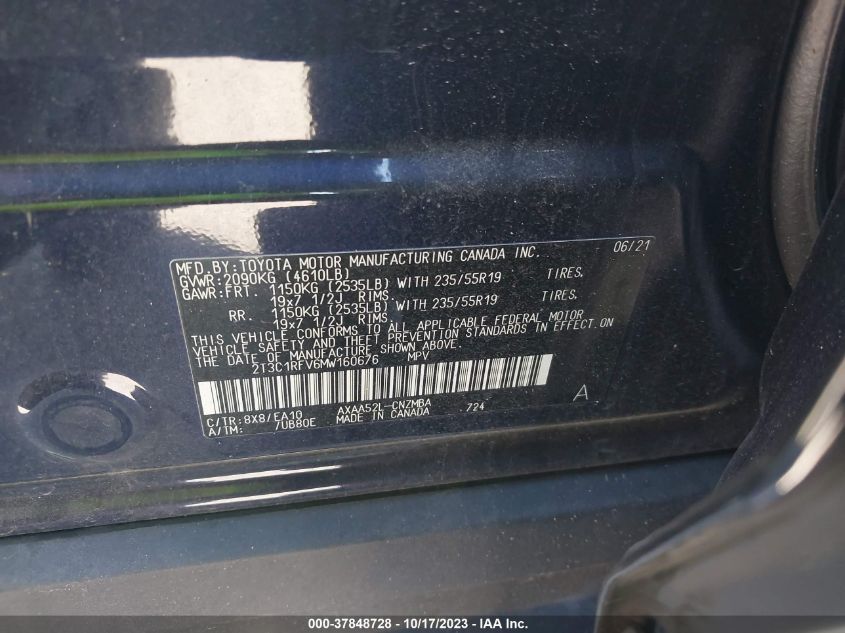 MFD.BY:TOYOTA MOTOR MANUFACTURING CANADA INC. 06/21
GVWR:2090KG (4610LB)
GAWR:FRT. 1150KG (2535LB) WITH 235/55R19 TIRES,
19x7 1/2J RIMS,
RR. 1150KG (2535LB) WITH 235/55R19 TIRES,
19x7 1/2J RIMS.
THIS VEHICLE CONFORMS TO ALL APPLICABLE FEDERAL MOTOR
VEHICLE SAFETY AND THEFT PREVENTION STANDARDS IN EFFECT ON
THE DATE OF MANUFACTURE SHOWN ABOVE.
2T3C1RFV6MW160676 MPV
A
C/TR:8X8/EA10 AXAA52L-CNZMBA 724
A/TM: /UB80E MADE IN CANADA
000-37848728 - 10/17/2023 - IAA Inc.